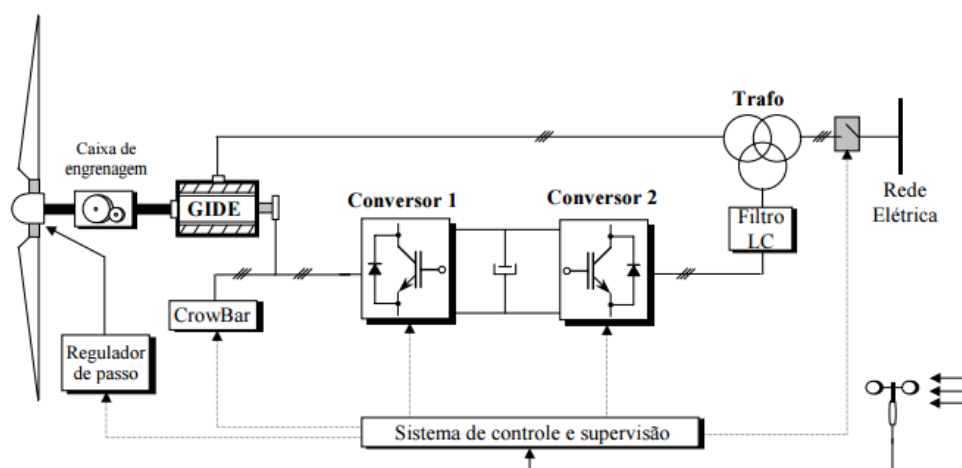 Trafo
Caixa de
engrenagem
GIDE
Conversor 1
Conversor 2
Rede
Elétrica
Filtro
LC
CrowBar
Regulador
de passo
Sistema de controle e supervisão